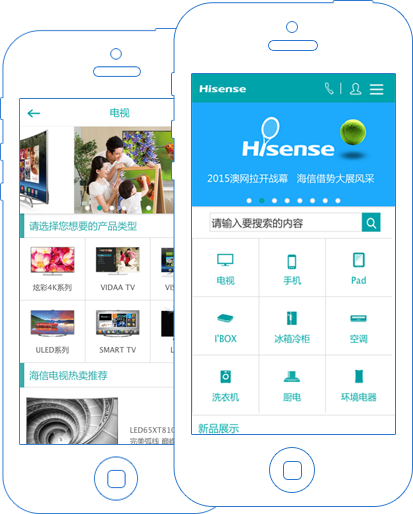 电视
请选择您想要的产品类型
炫彩4K系列
VIDAA TV
VIS
ULED系列
SMART TV
L
海信电视热卖推荐
LED65XT810
完美弧线 巅峰
Hisense
Hisense
2015澳网拉开战幕 海信借势大展风采
请输入要搜索的内容
电视
手机
Pad
I'BOX
冰箱冷柜
空调
洗衣机
厨电
环境电器
新品展示